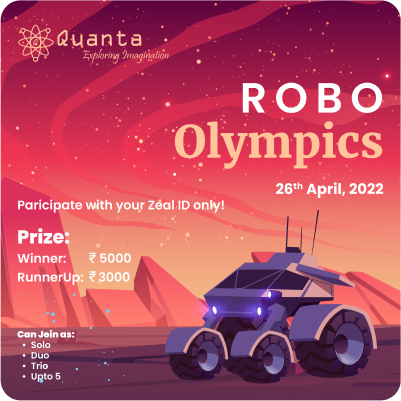 Quanta
Exploring Imagination
ROBO
Olympics
26th April, 2022
Paricipate with your Zeal ID only!
Prize:
Winner: ₹ 5000
RunnerUp: ₹ 3000
Can Join as:
• Solo
• Duo
• Trio
• Upto 5